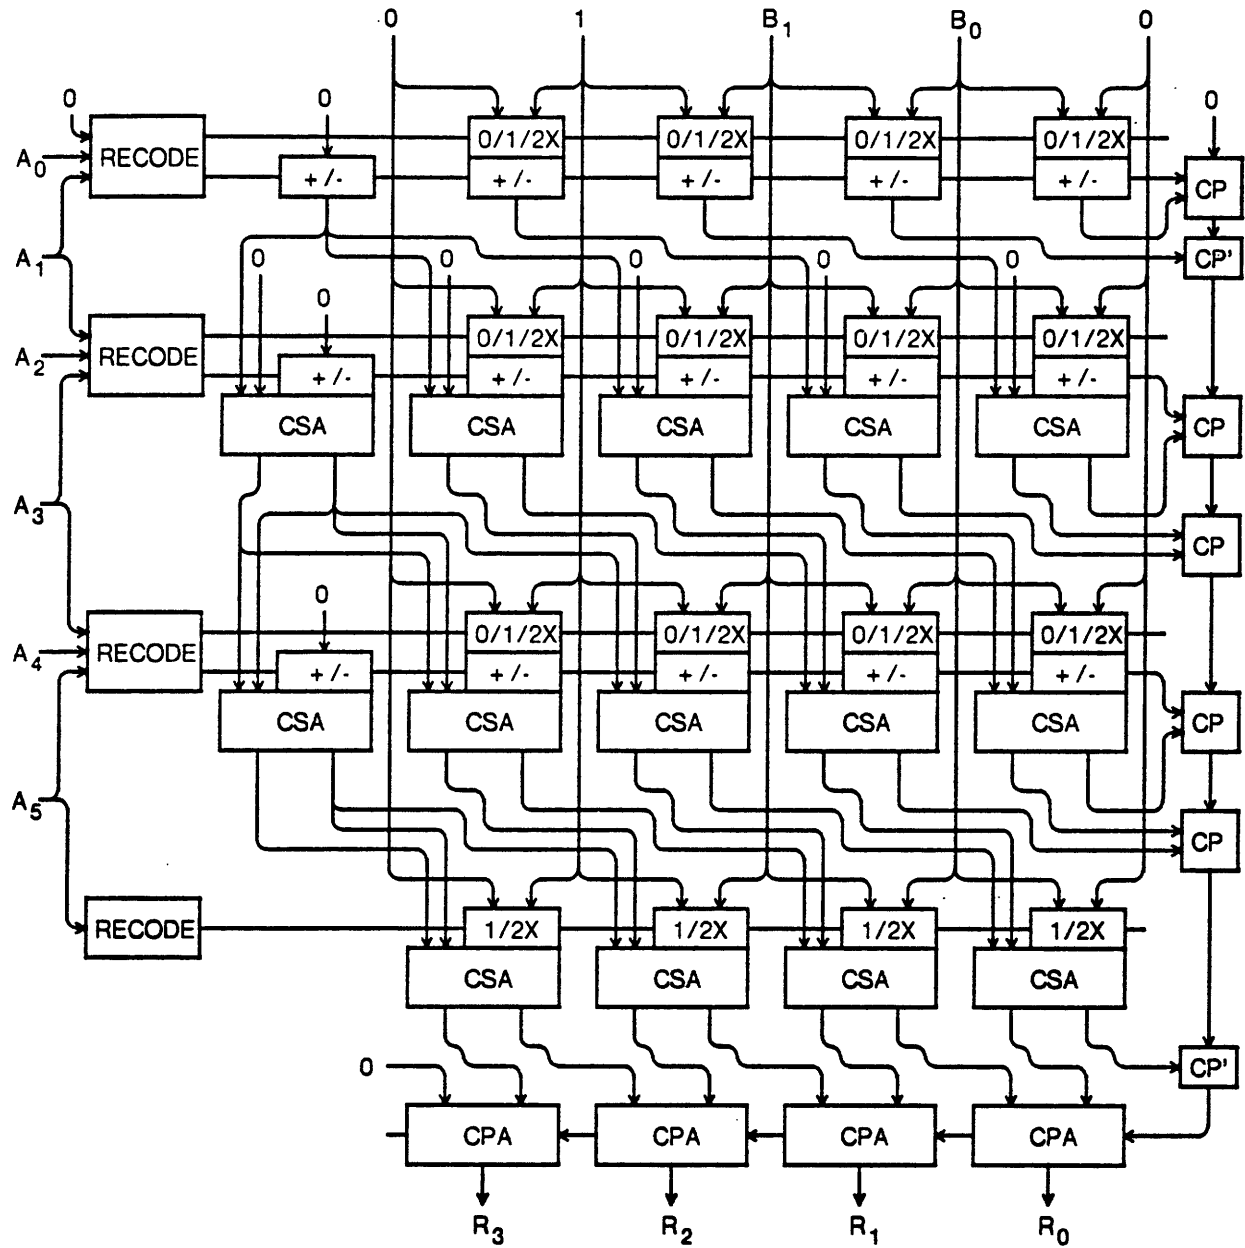 0 1 B1 B0 0
0 0 0
RECODE 0/1/2X 0/1/2X 0/1/2X 0/1/2X
A0
+/- +/- +/- +/- +/- CP
A1 0 0 0 0 0 CP'
0
RECODE 0/1/2X 0/1/2X 0/1/2X 0/1/2X
A2
+/- +/- +/- +/- +/-
CSA CSA CSA CSA CSA CP
A3
CP
0
RECODE 0/1/2X 0/1/2X 0/1/2X 0/1/2X
A4
+/- +/- +/- +/- +/-
CSA CSA CSA CSA CSA CP
A5
CP
RECODE 1/2X 1/2X 1/2X 1/2X
CSA CSA CSA CSA
0 CP'
CPA CPA CPA CPA
R3 R2 R1 R0